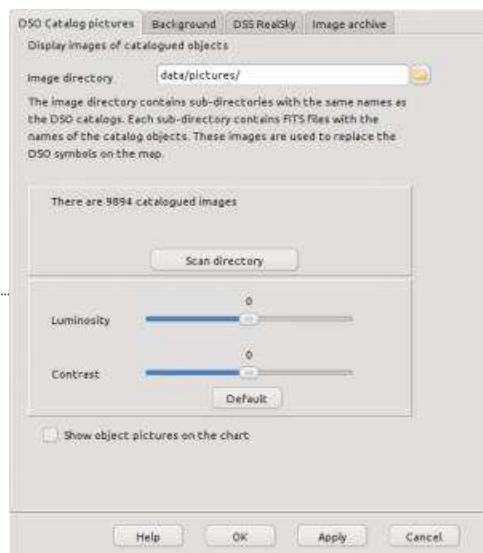 DSO Catalog pictures Background DSS RealSky Image archive
Display images of catalogued objects
Image directory data/pictures/
The image directory contains sub-directories with the same names as
the DSO catalogs. Each sub-directory contains FITS files with the
names of the catalog objects. These images are used to replace the
DSO symbols on the map.
There are 9894 catalogued images
Scan directory
0
Luminosity
0
Contrast
Default
Show object pictures on the chart
Help OK Apply Cancel